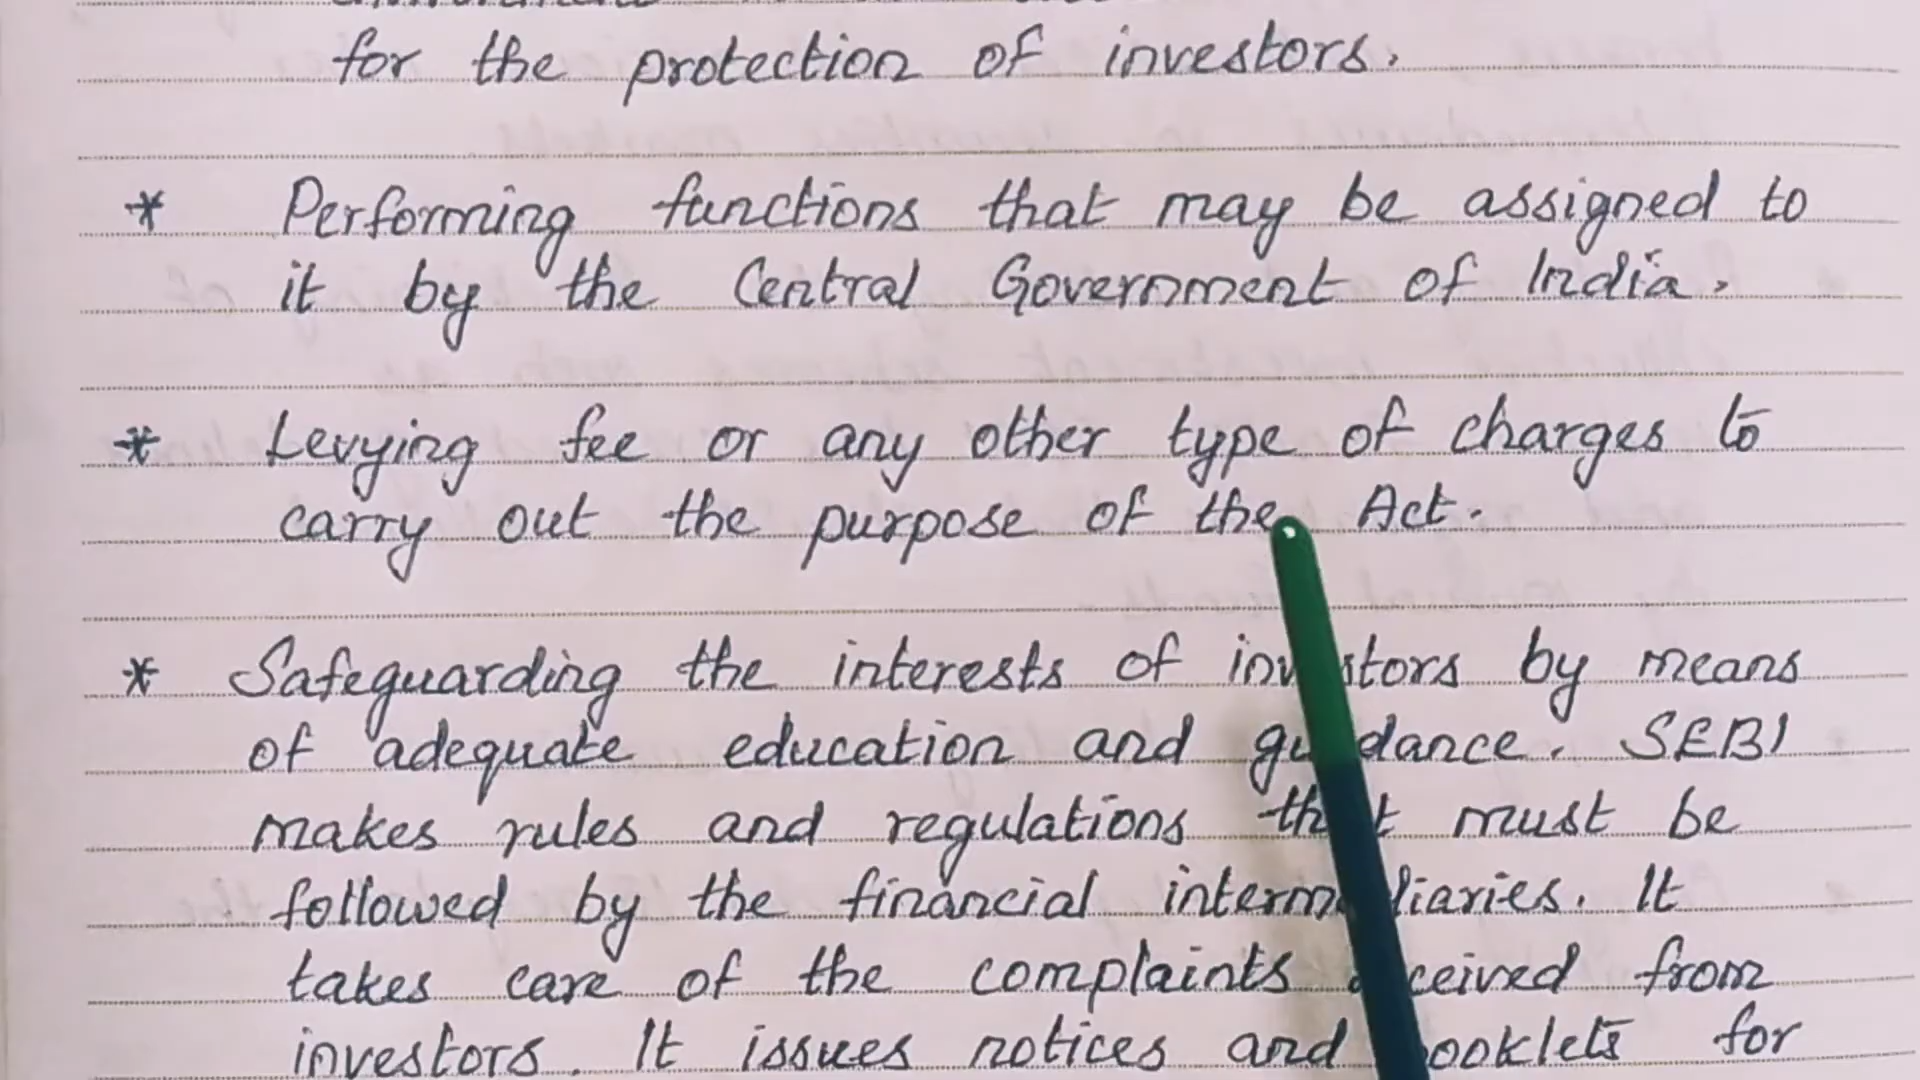 for the protection of investors.
* Performing functions that may be assigned to
it by the Central Government of India.
* Levying fee or any other type of charges to
carry out the purpose of the Act.
* Safeguarding the interests of investors by means
of adequate education and guidance. SEBI
makes rules and regulations that must be
followed by the financial intermediaries. It
takes care of the complaints received from
investors. It issues notices and booklets for